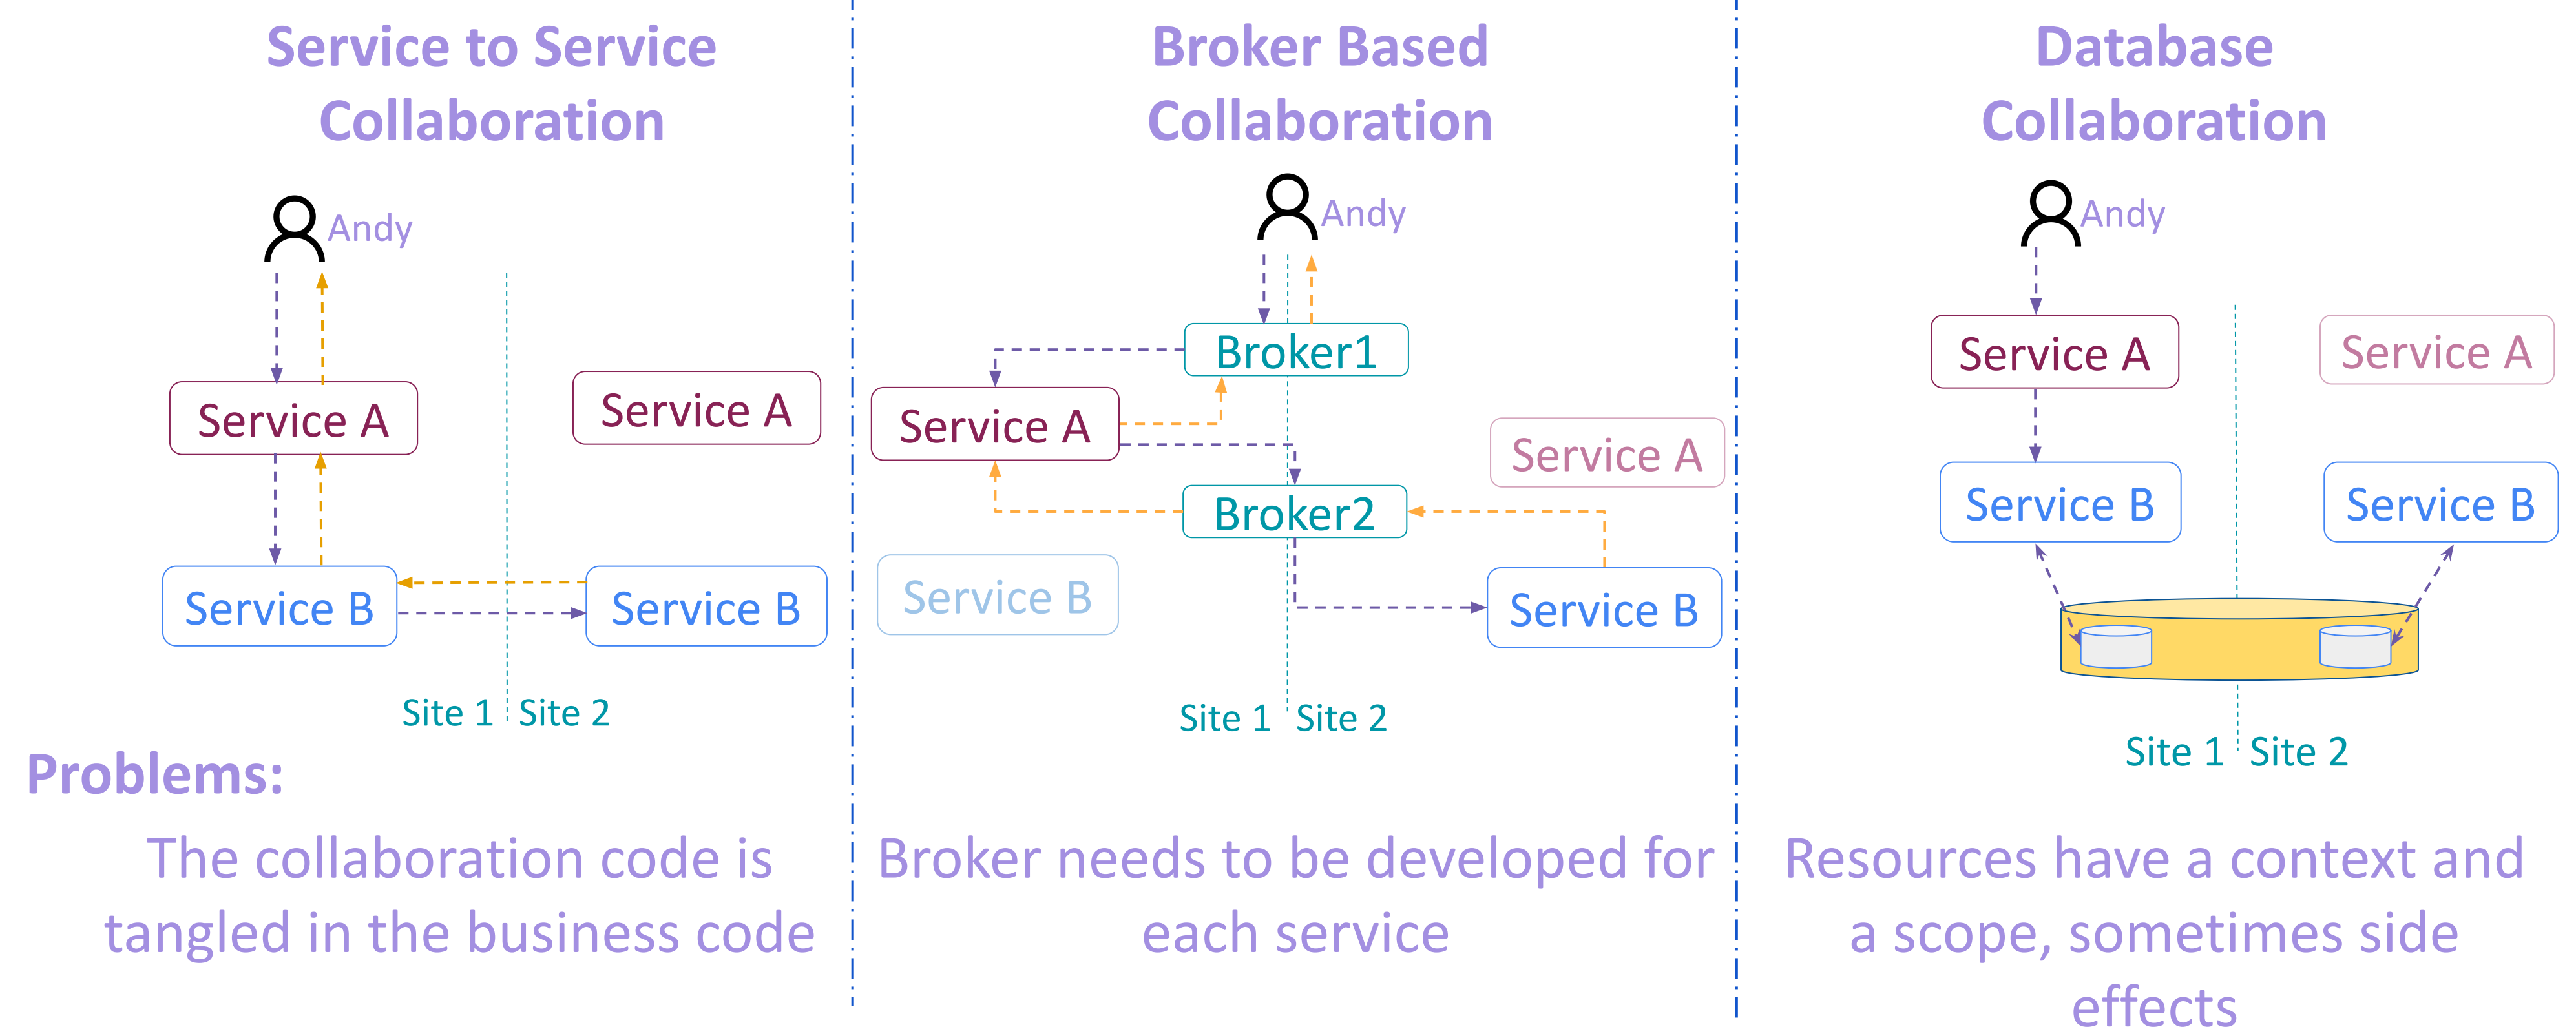 Service to Service
Collaboration
Andy
Service A
Service A
Service B
Service B
Site 1
Site 2
Problems:
The collaboration code is
tangled in the business code
Broker Based
Collaboration
Andy
Broker1
Service A
Service A
Broker2
Service B
Service B
Site 1
Site 2
Broker needs to be developed for
each service
Database
Collaboration
Andy
Service A
Service A
Service B
Service B
Site 1
Site 2
Resources have a context and
a scope, sometimes side
effects